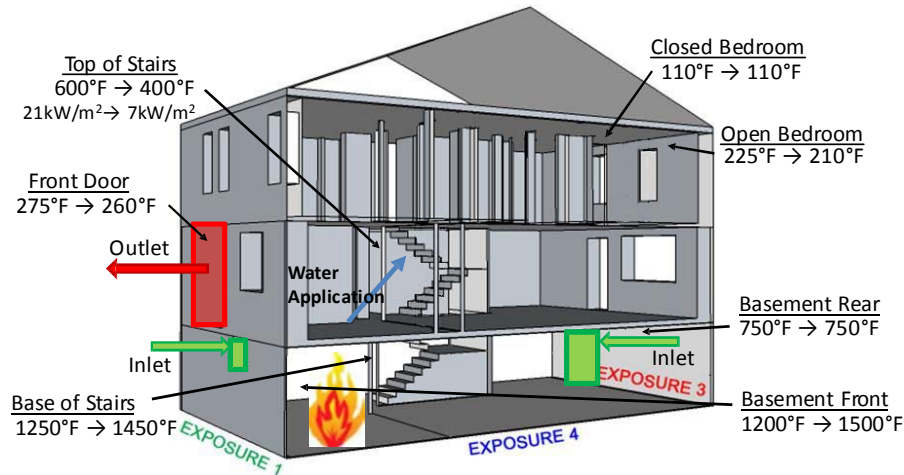 Top of Stairs
600°F → 400°F
21kW/m²→ 7kW/m²
Closed Bedroom
110°F → 110°F
Open Bedroom
225°F → 210°F
Front Door
275°F → 260°F
Outlet
Water
Application
Inlet
Basement Rear
750°F → 750°F
Inlet
EXPOSURE 3
Base of Stairs
1250°F → 1450°F
Basement Front
1200°F → 1500°F
EXPOSURE 1
EXPOSURE 4